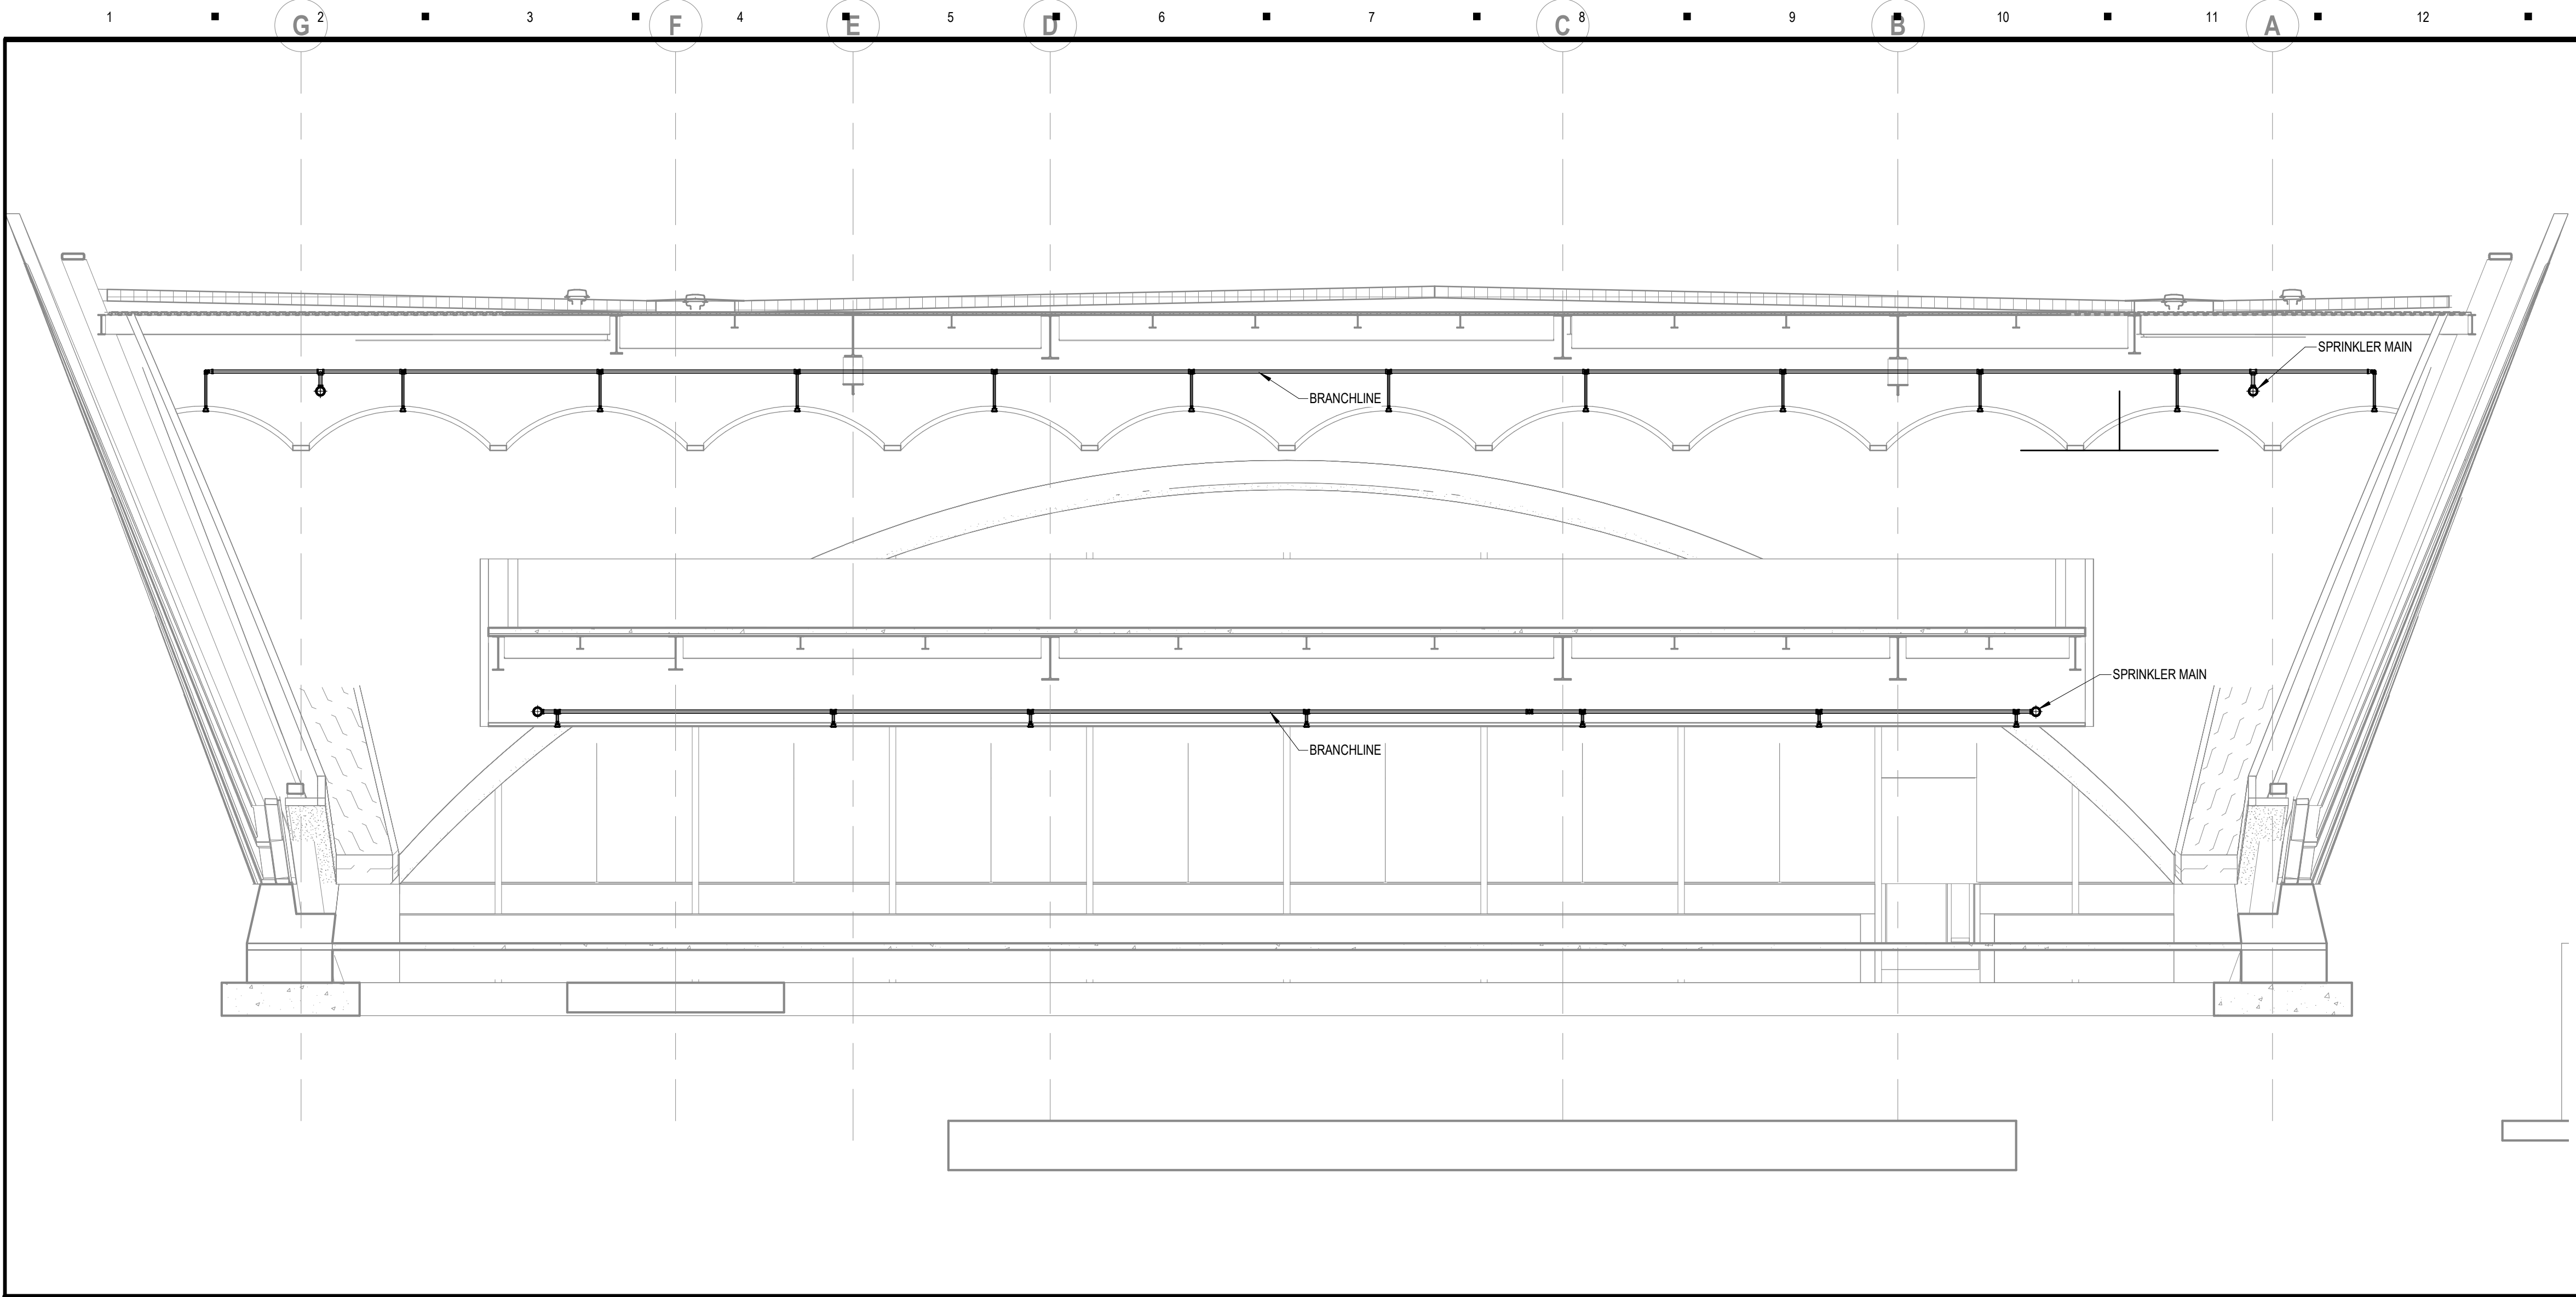 1 2 3 4 5 6 7 8 9 10 11 12
G F E D C B A
SPRINKLER MAIN
BRANCHLINE
SPRINKLER MAIN
BRANCHLINE